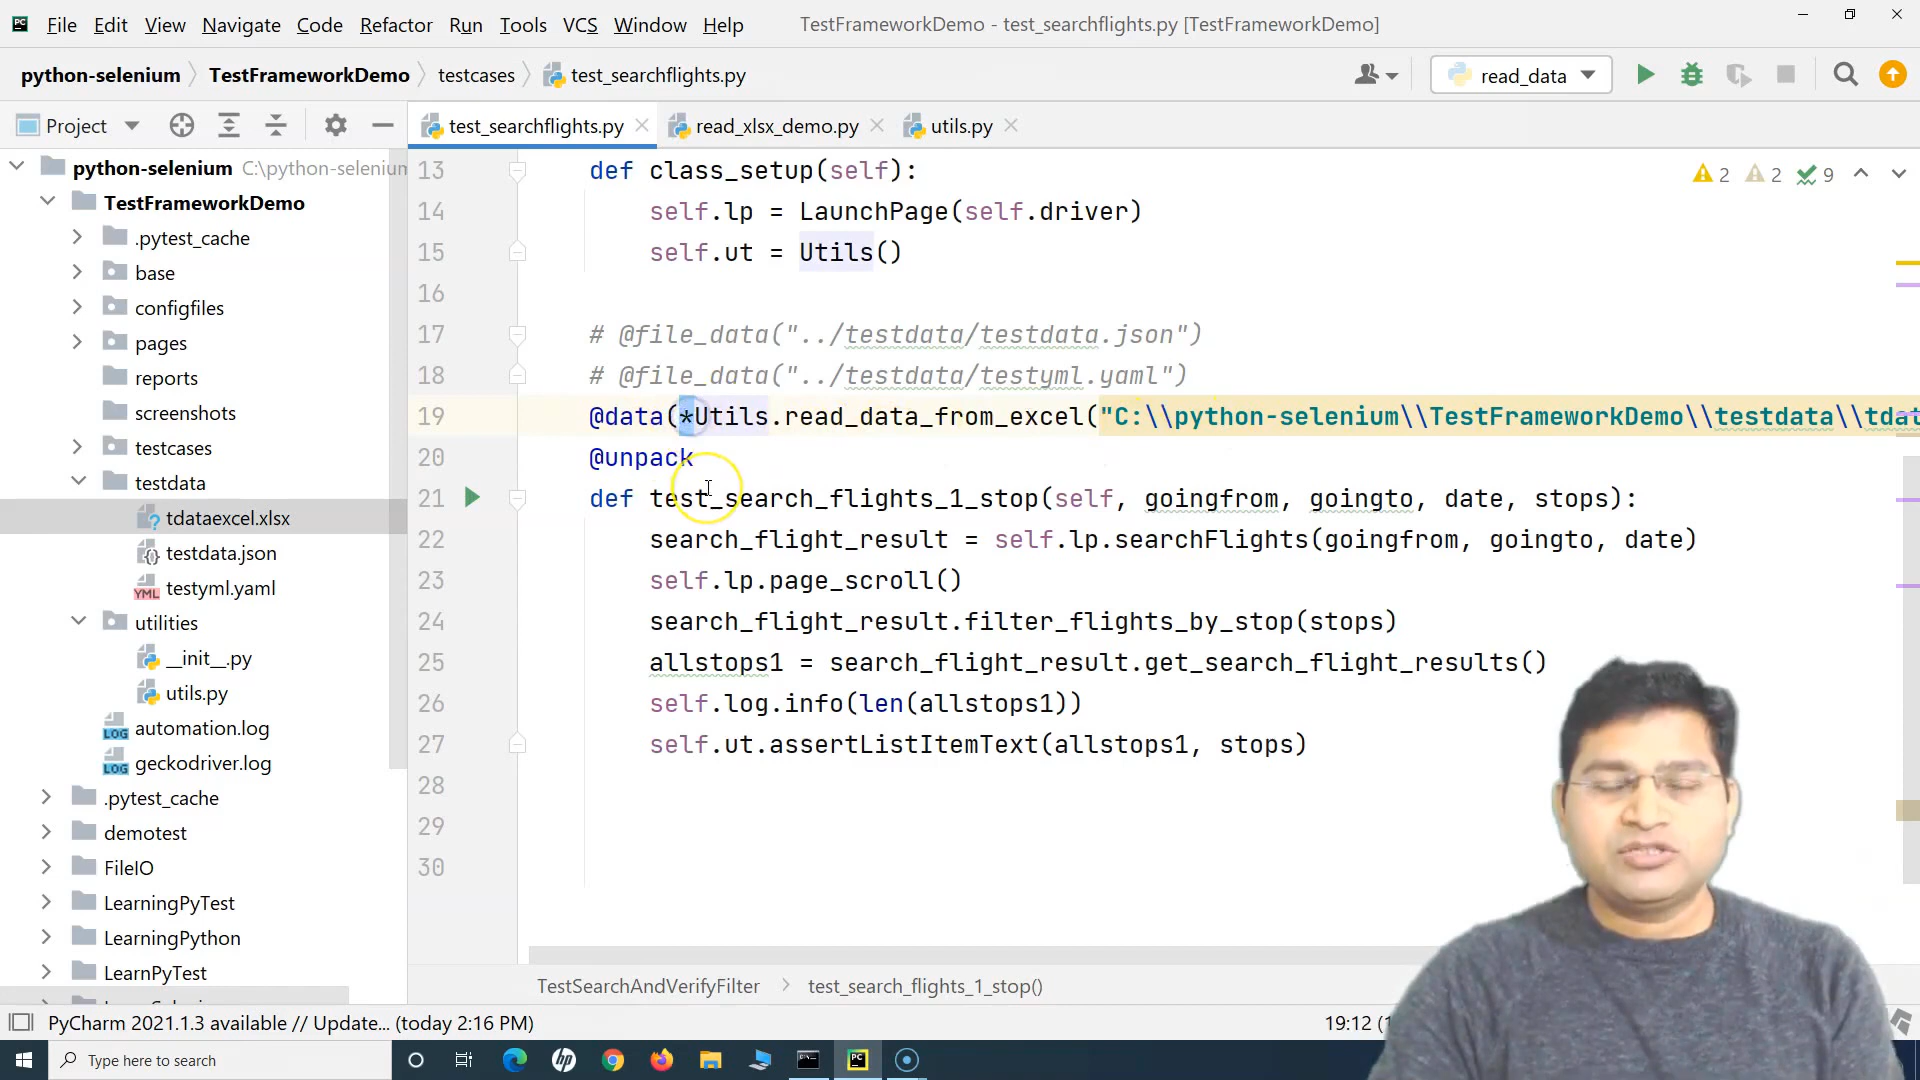 File Edit View Navigate Code Refactor Run Tools VCS Window Help TestFrameworkDemo - test_searchflights.py [TestFrameworkDemo]
python-selenium TestFrameworkDemo testcases test_searchflights.py read_data
Project test_searchflights.py read_xlsx_demo.py utils.py
python-selenium C:\python-selenium
TestFrameworkDemo
.pytest_cache
base
configfiles
pages
reports
screenshots
testcases
testdata
tdataexcel.xlsx
testdata.json
YML testyml.yaml
utilities
__init__.py
utils.py
LOG automation.log
LOG geckodriver.log
.pytest_cache
demotest
FileIO
LearningPyTest
LearningPython
LearnPyTest
2 2 9
13 def class_setup(self):
14 self.lp = LaunchPage(self.driver)
15 self.ut = Utils()
16
17 # @file_data("../testdata/testdata.json")
18 # @file_data("../testdata/testyml.yaml")
19 @data(*Utils.read_data_from_excel("C:\\python-selenium\\TestFrameworkDemo\\testdata\\tdat
20 @unpack
21 def test_search_flights_1_stop(self, goingfrom, goingto, date, stops):
22 search_flight_result = self.lp.searchFlights(goingfrom, goingto, date)
23 self.lp.page_scroll()
24 search_flight_result.filter_flights_by_stop(stops)
25 allstops1 = search_flight_result.get_search_flight_results()
26 self.log.info(len(allstops1))
27 self.ut.assertListItemText(allstops1, stops)
28
29
30
TestSearchAndVerifyFilter test_search_flights_1_stop()
PyCharm 2021.1.3 available // Update... (today 2:16 PM) 19:12 (1
Type here to search